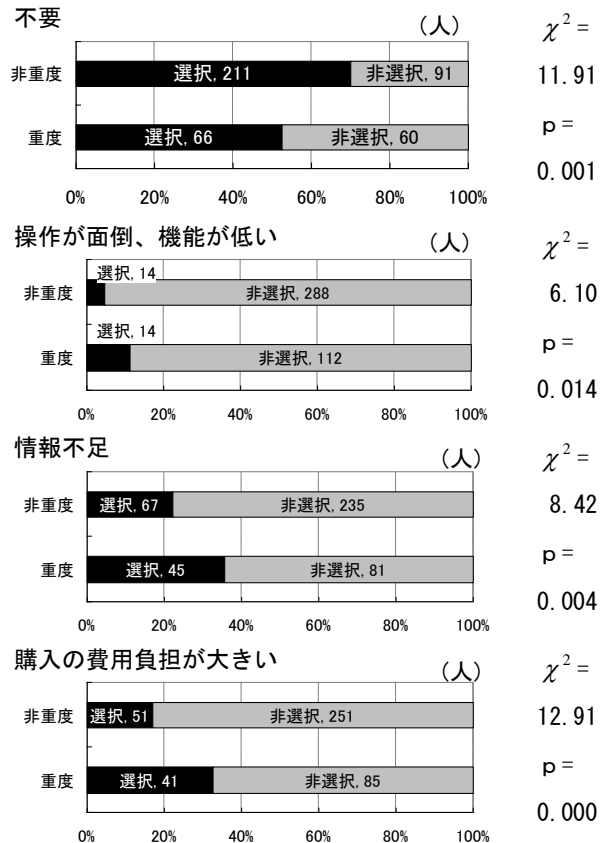 不要
(人)
非重度
選択, 211
非選択, 91
重度
選択, 66
非選択, 60
0% 20% 40% 60% 80% 100%
χ² =
11.91
p =
0.001
操作が面倒、機能が低い
(人)
選択, 14
非重度
非選択, 288
選択, 14
重度
非選択, 112
0% 20% 40% 60% 80% 100%
χ² =
6.10
p =
0.014
情報不足
(人)
非重度
選択, 67
非選択, 235
重度
選択, 45
非選択, 81
0% 20% 40% 60% 80% 100%
χ² =
8.42
p =
0.004
購入の費用負担が大きい
(人)
非重度
選択, 51
非選択, 251
重度
選択, 41
非選択, 85
0% 20% 40% 60% 80% 100%
χ² =
12.91
p =
0.000